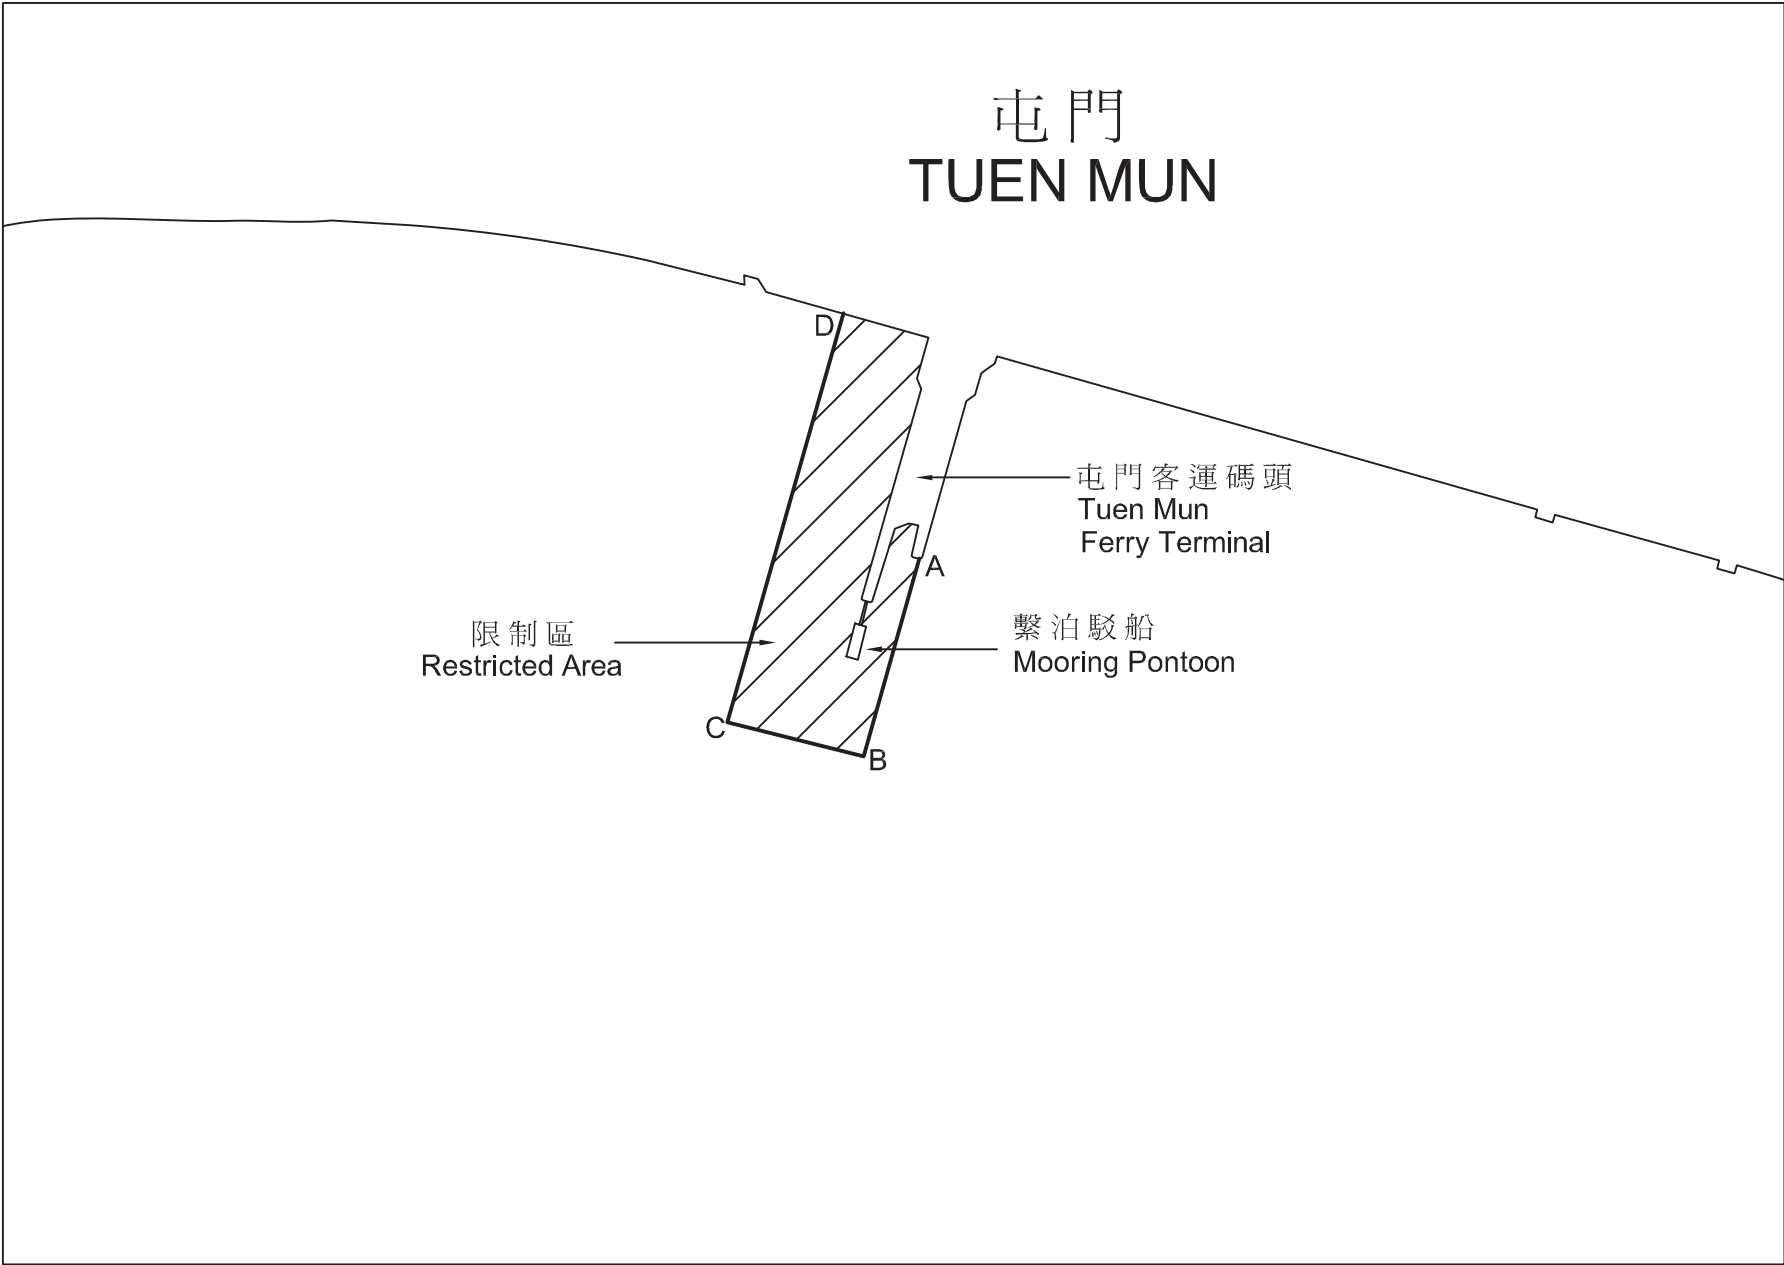 屯門
TUEN MUN
D
屯門客運碼頭
Tuen Mun
Ferry Terminal
A
限制區
Restricted Area
繫泊駁船
Mooring Pontoon
C
B